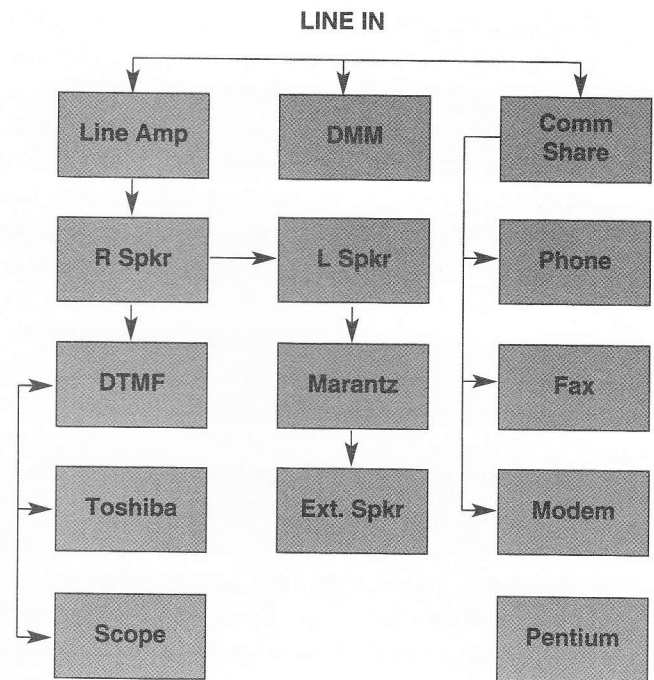 LINE IN
Line Amp
DMM
Comm
Share
R Spkr
L Spkr
Phone
DTMF
Marantz
Fax
Toshiba
Ext. Spkr
Modem
Scope
Pentium